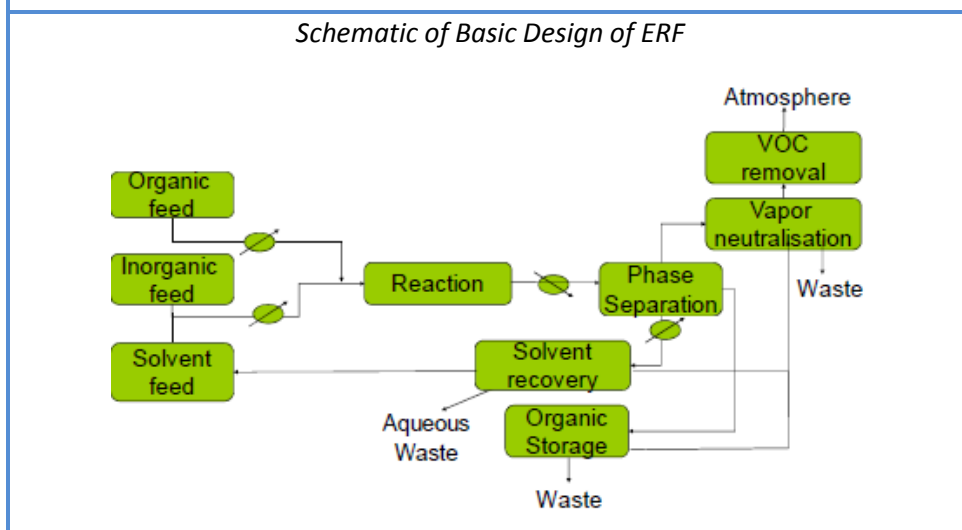 Schematic of Basic Design of ERF
Atmosphere
VOC
removal
Organic
feed
Vapor
neutralisation
Inorganic
feed
Reaction
Phase
Separation
Waste
Solvent
feed
Solvent
recovery
Aqueous
Waste
Organic
Storage
Waste